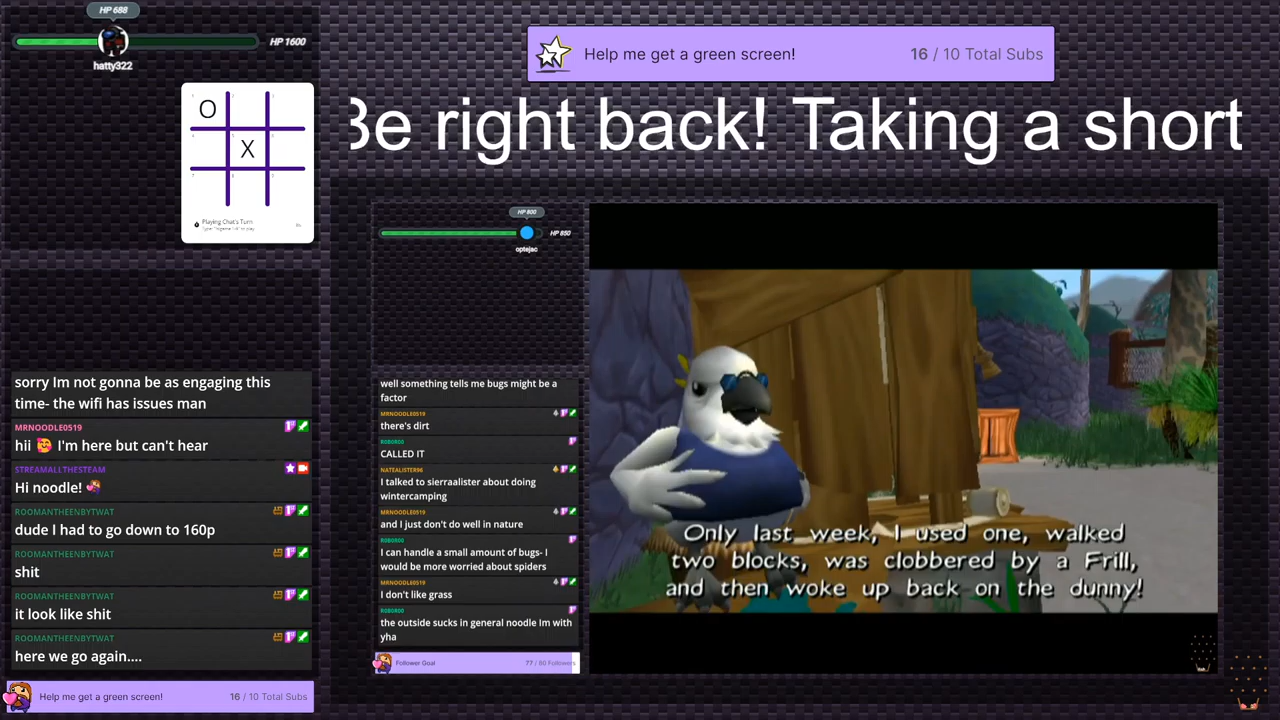 HP 688
HP 1600
hatty322
O
X
Playing Chat's Turn
Help me get a green screen!
16 / 10 Total Subs
Be right back! Taking a short
sorry Im not gonna be as engaging this
time- the wifi has issues man
MRNOODLE0519
hii 🥰 I'm here but can't hear
STREAMALLTHESTEAM
Hi noodle!
ROOMANTHEENBYTWAT
dude I had to go down to 160p
ROOMANTHEENBYTWAT
shit
ROOMANTHEENBYTWAT
it look like shit
ROOMANTHEENBYTWAT
here we go again....
Help me get a green screen!
16 / 10 Total Subs
HP 800
HP 850
optejac
well something tells me bugs might be a
factor
MRNOODLE0519
there's dirt
CALLED IT
I talked to sierraalister about doing
wintercamping
MRNOODLE0519
and I just don't do well in nature
I can handle a small amount of bugs- I
would be more worried about spiders
MRNOODLE0519
I don't like grass
the outside sucks in general noodle Im with
yha
Follower Goal
77 / 80 Followers
Only last week, I used one, walked
two blocks, was clobbered by a Frill,
and then woke up back on the dunny!